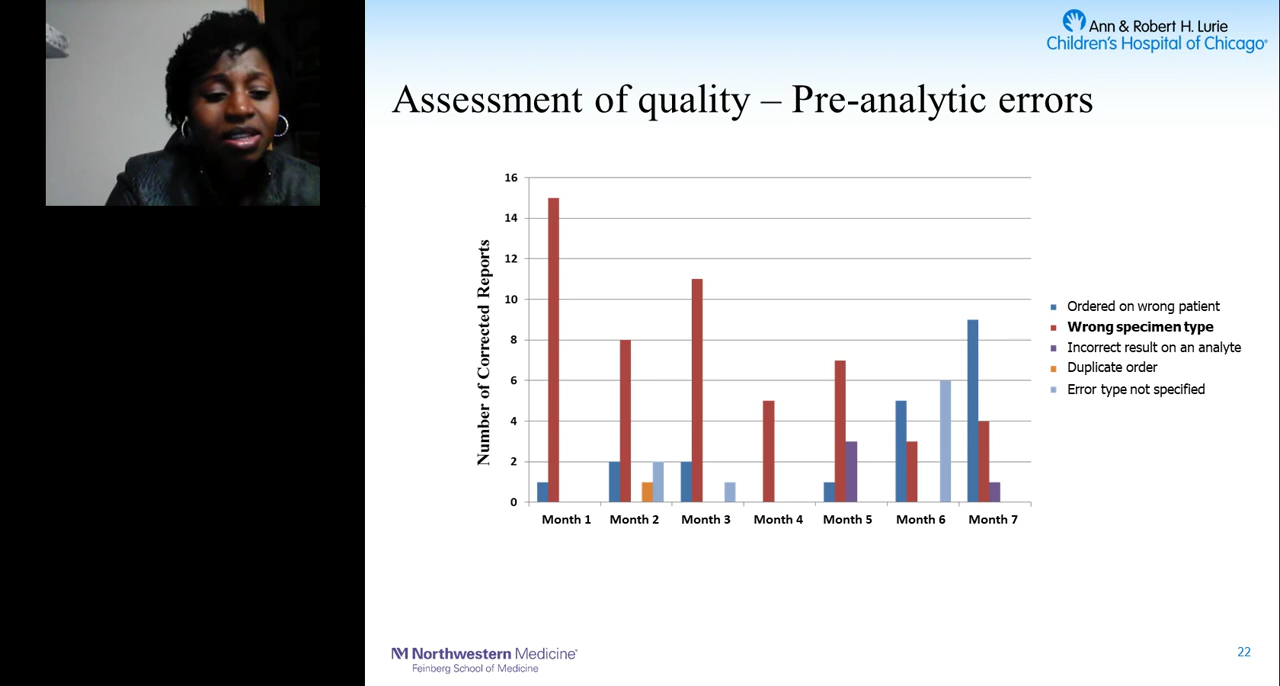 Ann & Robert H. Lurie
Children's Hospital of Chicago®
Assessment of quality – Pre-analytic errors
Number of Corrected Reports
16
14
12
10
8
6
4
2
0
Month 1 Month 2 Month 3 Month 4 Month 5 Month 6 Month 7
Ordered on wrong patient
Wrong specimen type
Incorrect result on an analyte
Duplicate order
Error type not specified
Northwestern Medicine®
Feinberg School of Medicine
22